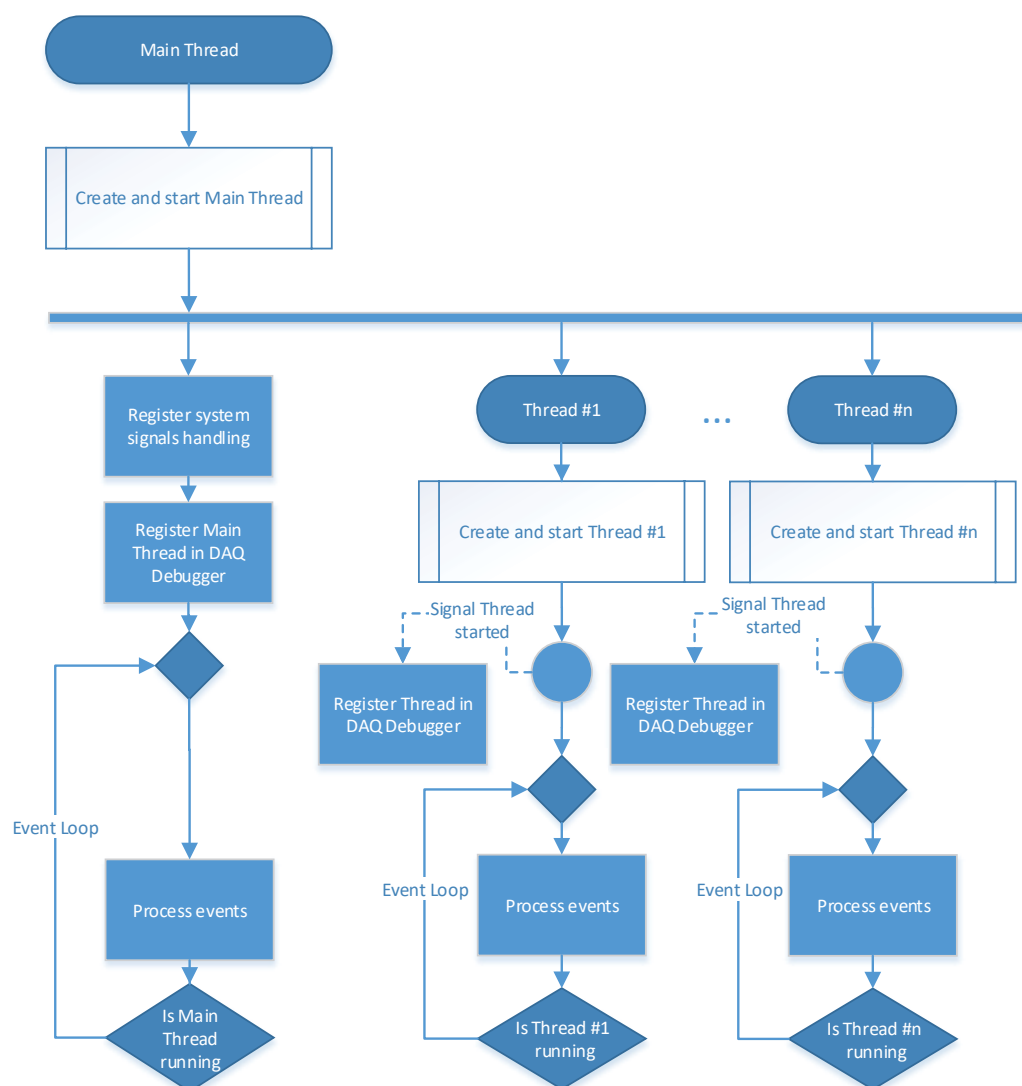 Main Thread
Create and start Main Thread
Register system
signals handling
Thread #1
...
Thread #n
Register Main
Thread in DAQ
Debugger
Create and start Thread #1
Create and start Thread #n
Signal Thread
started
Signal Thread
started
Register Thread in
DAQ Debugger
Register Thread in
DAQ Debugger
Event Loop
Event Loop
Event Loop
Process events
Process events
Process events
Is Main
Thread
running
Is Thread #1
running
Is Thread #n
running